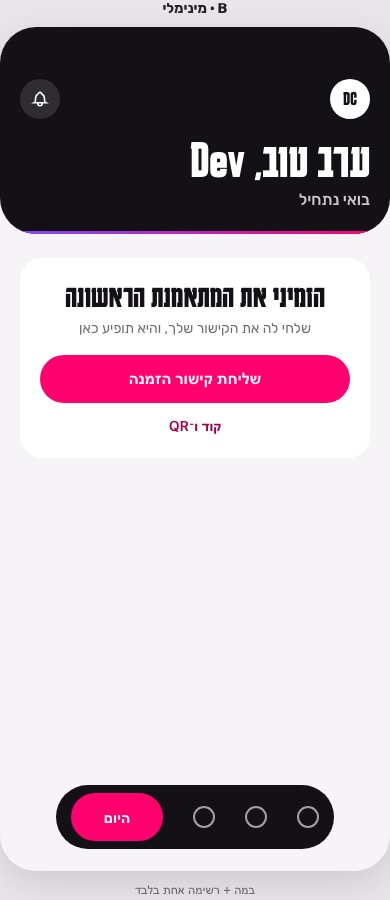 B • מינימלי
DC
ערב טוב, Dev
בואי נתחיל
הזמיני את המתאמנת הראשונה
שלחי לה את הקישור שלך, והיא תופיע כאן
שליחת קישור הזמנה
קוד ו־QR
היום
במה + רשימה אחת בלבד